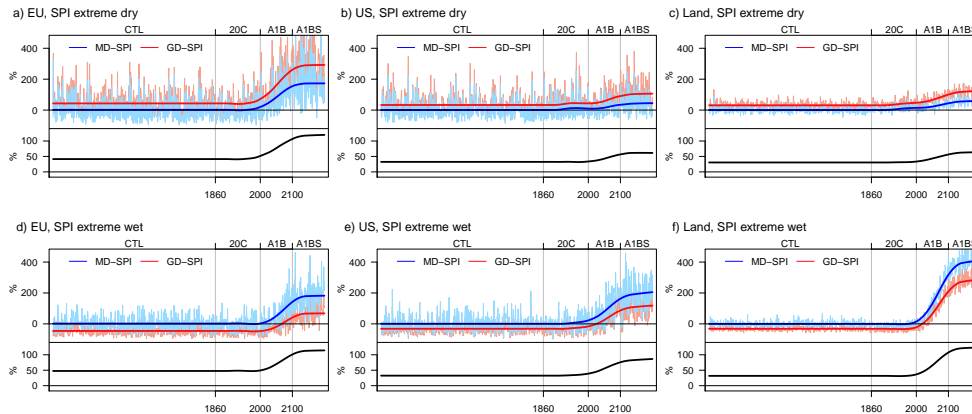 a) EU, SPI extreme dry
CTL 20C A1B A1BS
MD−SPI GD−SPI
400
200
0
%
100
50
0
%
1860 2000 2100
b) US, SPI extreme dry
CTL 20C A1B A1BS
MD−SPI GD−SPI
400
200
0
%
100
50
0
%
1860 2000 2100
c) Land, SPI extreme dry
CTL 20C A1B A1BS
MD−SPI GD−SPI
400
200
0
%
100
50
0
%
1860 2000 2100
d) EU, SPI extreme wet
CTL 20C A1B A1BS
MD−SPI GD−SPI
400
200
0
%
100
50
0
%
1860 2000 2100
e) US, SPI extreme wet
CTL 20C A1B A1BS
MD−SPI GD−SPI
400
200
0
%
100
50
0
%
1860 2000 2100
f) Land, SPI extreme wet
CTL 20C A1B A1BS
MD−SPI GD−SPI
400
200
0
%
100
50
0
%
1860 2000 2100